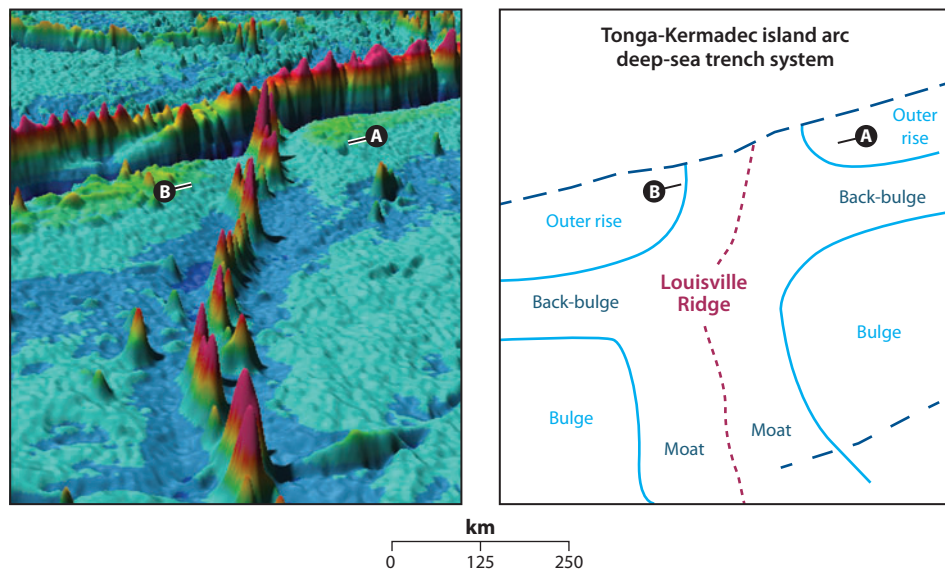 A
B
Tonga-Kermadec island arc
deep-sea trench system
Outer
rise
A
B
Outer rise
Back-bulge
Louisville
Ridge
Back-bulge
Bulge
Bulge
Moat
Moat
km
0 125 250